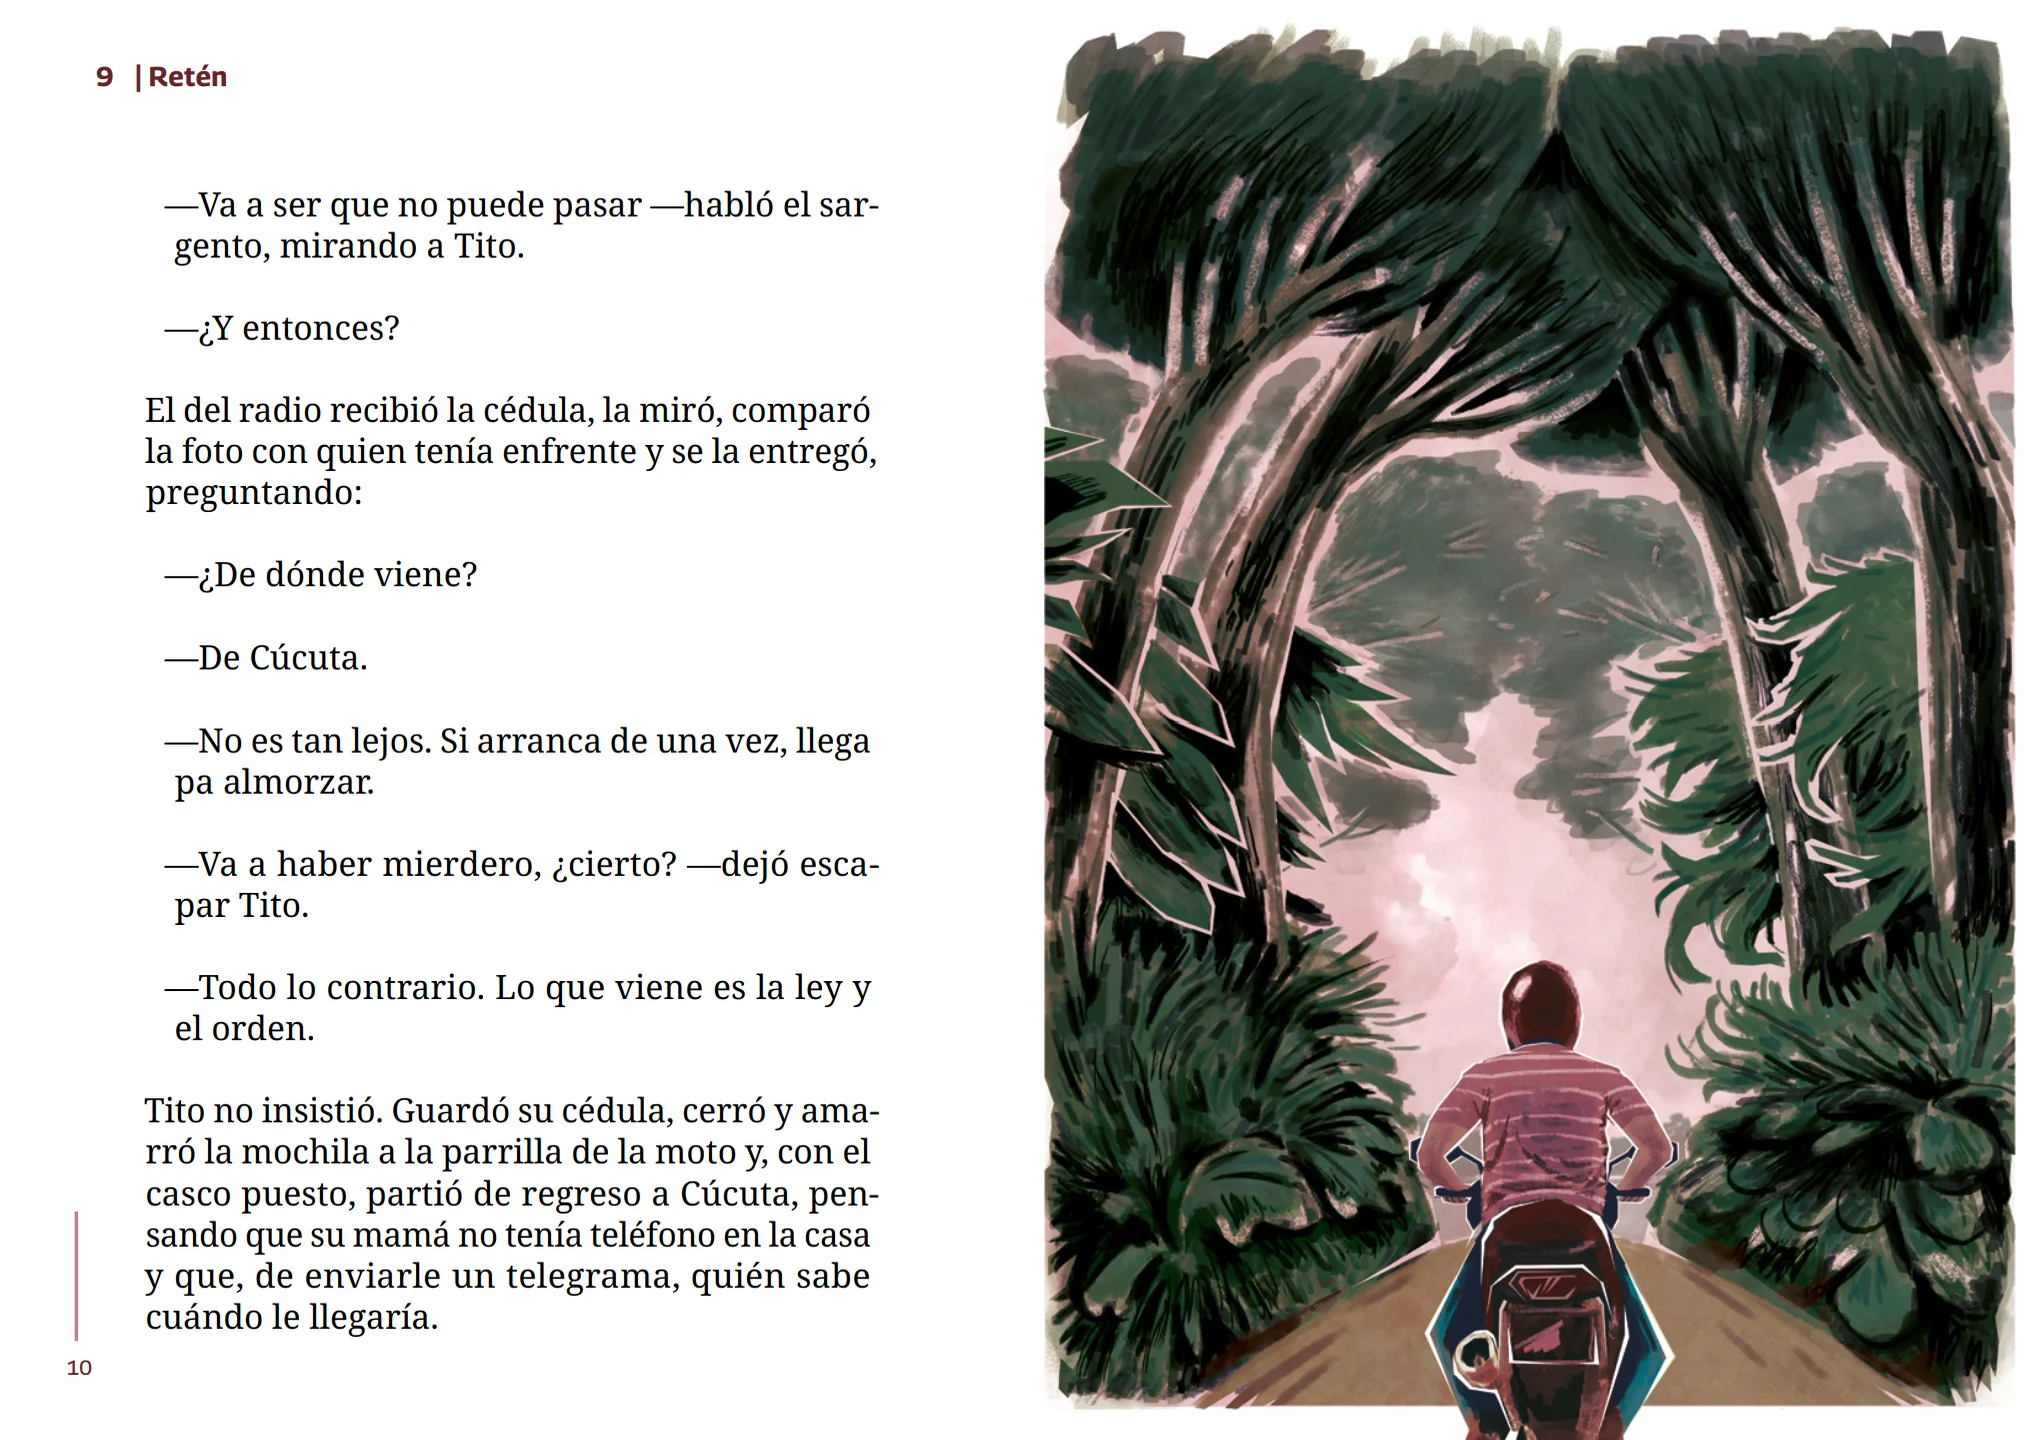 9 | Retén
—Va a ser que no puede pasar —habló el sar-
gento, mirando a Tito.
—¿Y entonces?
El del radio recibió la cédula, la miró, comparó
la foto con quien tenía enfrente y se la entregó,
preguntando:
—¿De dónde viene?
—De Cúcuta.
—No es tan lejos. Si arranca de una vez, llega
pa almorzar.
—Va a haber mierdero, ¿cierto? —dejó esca-
par Tito.
—Todo lo contrario. Lo que viene es la ley y
el orden.
Tito no insistió. Guardó su cédula, cerró y ama-
rró la mochila a la parrilla de la moto y, con el
casco puesto, partió de regreso a Cúcuta, pen-
sando que su mamá no tenía teléfono en la casa
y que, de enviarle un telegrama, quién sabe
cuándo le llegaría.
10